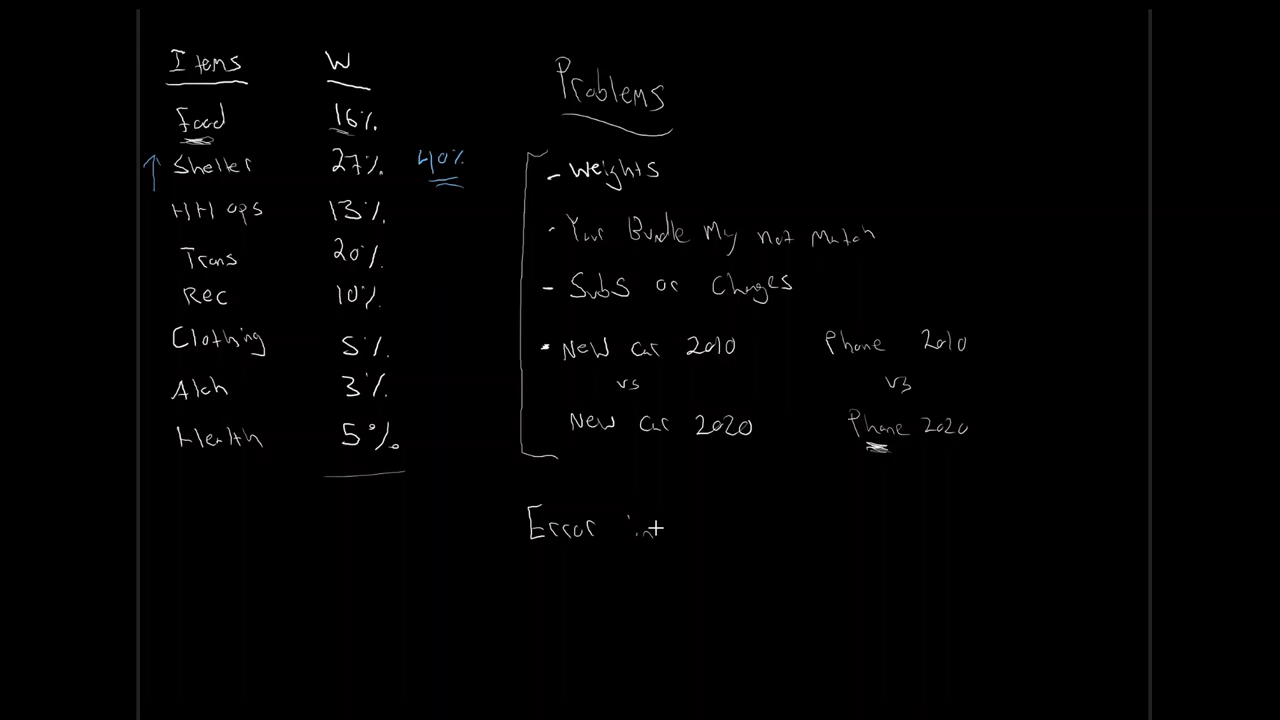 Items W
Food 16%
Shelter 27% 40%
HH ops 13%
Trans 20%
Rec 10%
Clothing 5%
Alch 3%
Health 5%
Problems
- Weights
- Your Bundle My not Match
- Subs or Changes
- New car 2010
vs
New car 2020
Phone 2010
vs
Phone 2020
Error in